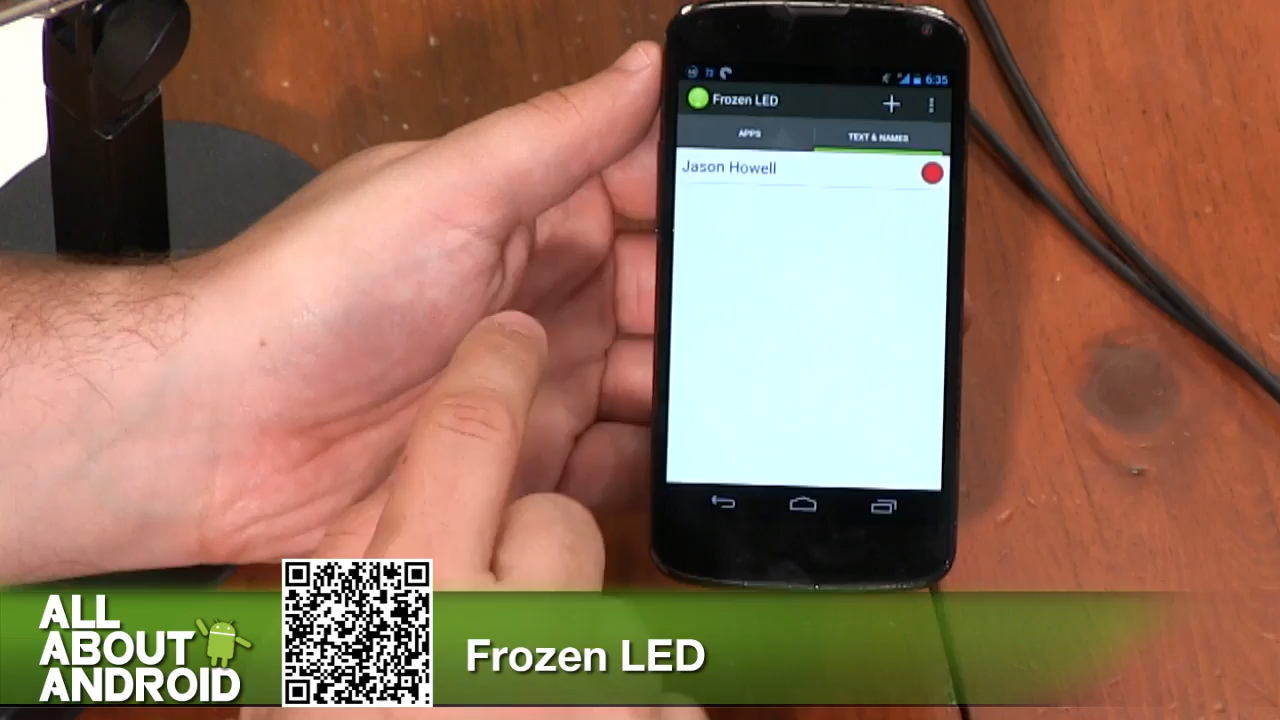 6:35
Frozen LED
APPS
TEXT & NAMES
Jason Howell
ALL
ABOUT
ANDROID
Frozen LED